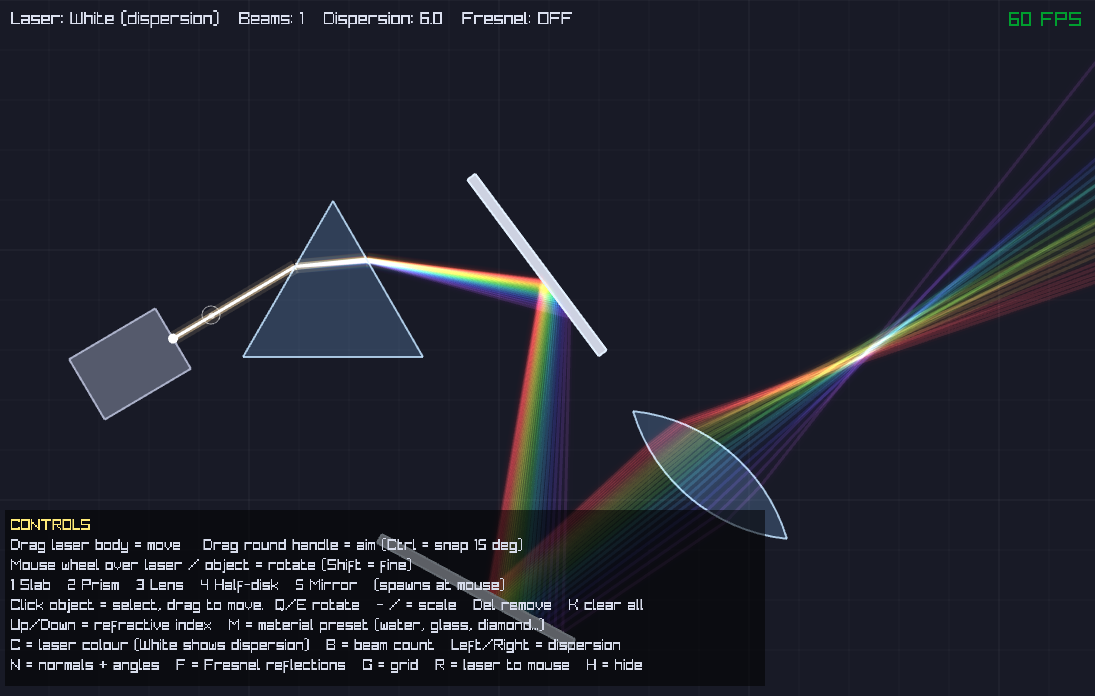 Laser: White (dispersion)   Beams: 1   Dispersion: 6.0   Fresnel: OFF   60 FPS
CONTROLS
Drag laser body = move   Drag round handle = aim (Ctrl = snap 15 deg)
Mouse wheel over laser / object = rotate (Shift = fine)
1 Slab   2 Prism   3 Lens   4 Half-disk   5 Mirror   (spawns at mouse)
Click object = select, drag to move.  Q/E rotate   - / = scale   Del remove   K clear all
Up/Down = refractive index   M = material preset (water, glass, diamond...)
C = laser colour (White shows dispersion)   B = beam count   Left/Right = dispersion
N = normals + angles   F = Fresnel reflections   G = grid   R = laser to mouse   H = hide